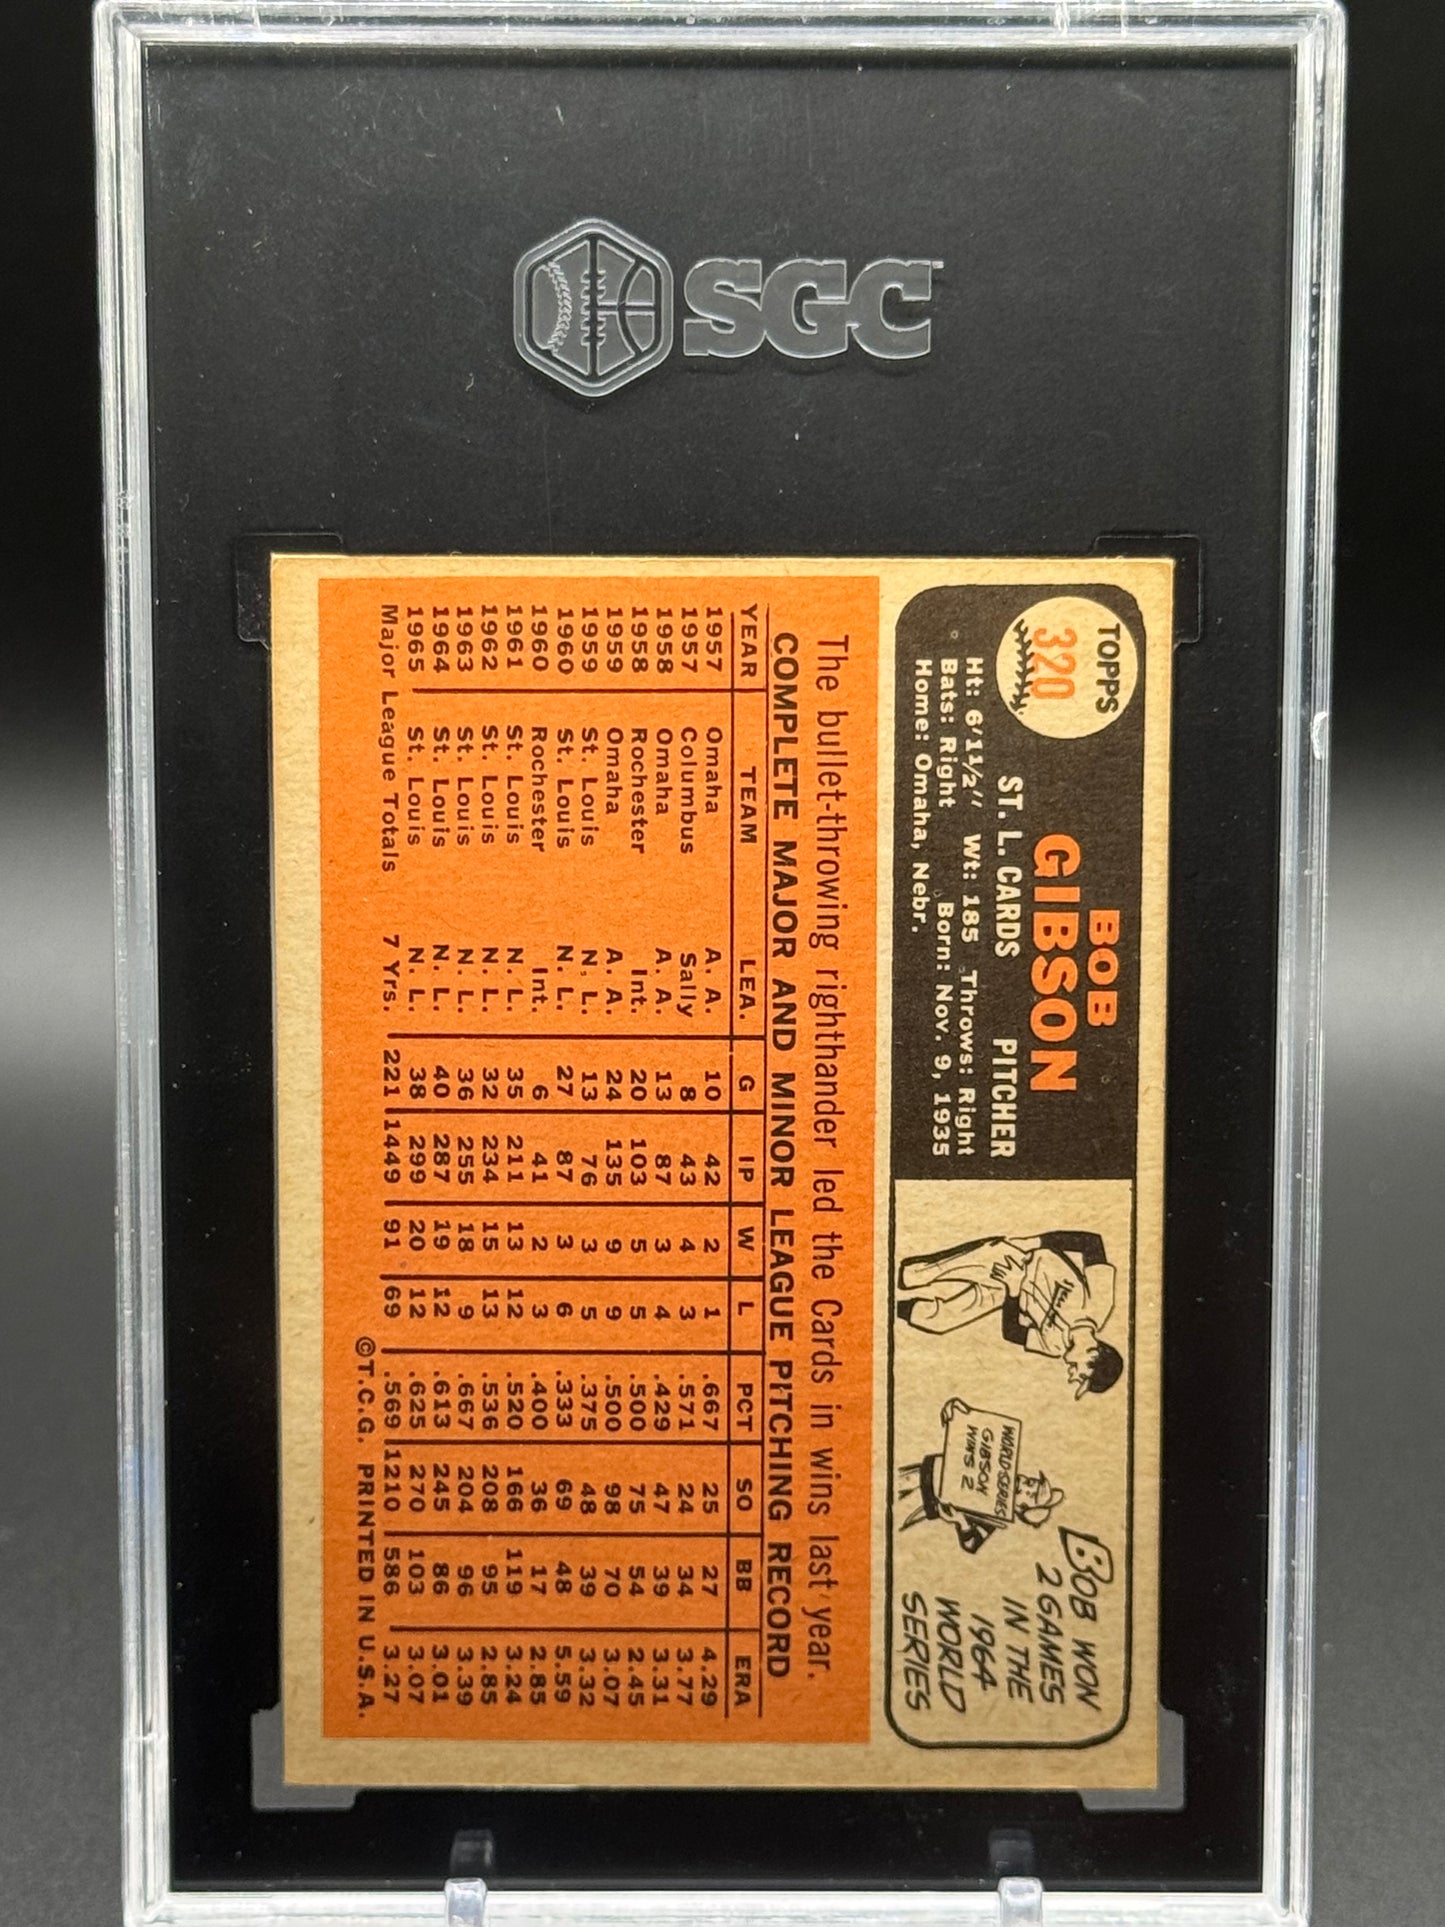 SGC
TOPPS
320
BOB
GIBSON
ST. L. CARDS PITCHER
Ht: 6'1 1/2" Wt: 185 Throws: Right
Bats: Right Born: Nov. 9, 1935
Home: Omaha, Nebr.
WORLD SERIES
GIBSON
WINS 2
BOB WON
2 GAMES
IN THE
1964
WORLD
SERIES
The bullet-throwing righthander led the Cards in wins last year.
COMPLETE MAJOR AND MINOR LEAGUE PITCHING RECORD
YEAR TEAM LEA. G IP W L PCT SO BB ERA
1957 Omaha A. A. 10 42 2 1 .667 25 27 4.29
1957 Columbus Sally 8 43 4 3 .571 24 34 3.77
1958 Omaha A. A. 13 87 3 4 .429 47 39 3.31
1958 Rochester Int. 20 103 5 5 .500 75 54 2.45
1959 Omaha A. A. 24 135 9 9 .500 98 70 3.07
1959 St. Louis N. L. 13 76 3 5 .375 48 39 3.32
1960 St. Louis N. L. 27 87 3 6 .333 69 48 5.59
1960 Rochester Int. 6 41 2 3 .400 36 17 2.85
1961 St. Louis N. L. 35 211 13 12 .520 166 119 3.24
1962 St. Louis N. L. 32 234 15 13 .536 208 95 2.85
1963 St. Louis N. L. 36 255 18 9 .667 204 96 3.39
1964 St. Louis N. L. 40 287 19 12 .613 245 86 3.01
1965 St. Louis N. L. 38 299 20 12 .625 270 103 3.07
Major League Totals 7 Yrs. 221 1449 91 69 .569 1210 586 3.27
©T.C.G. PRINTED IN U.S.A.